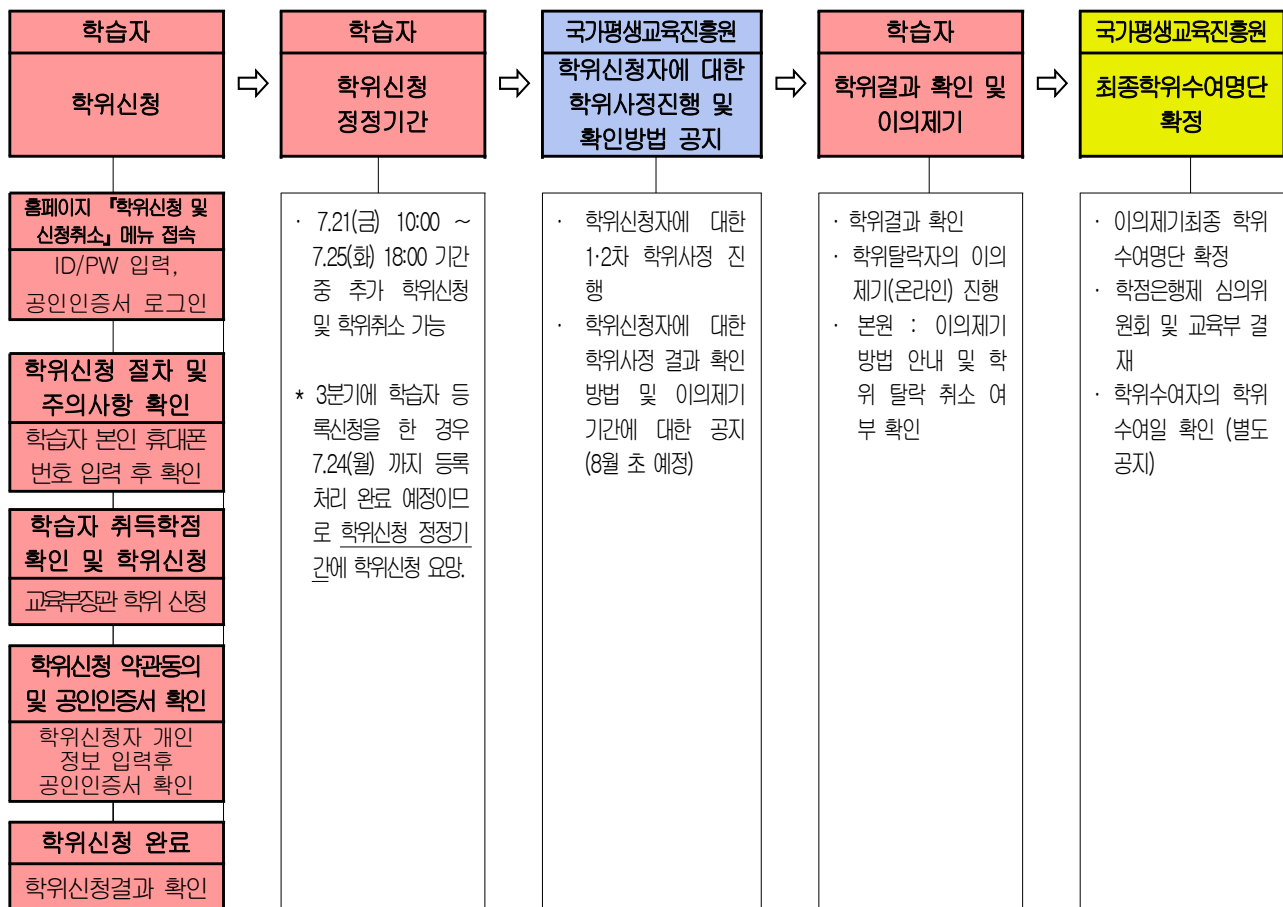 학습자
학위신청
학습자
학위신청
정정기간
국가평생교육진흥원
학위신청자에 대한
학위사정진행 및
확인방법 공지
학습자
학위결과 확인 및
이의제기
국가평생교육진흥원
최종학위수여명단
확정
홈페이지 『학위신청 및
신청취소』 메뉴 접속
ID/PW 입력,
공인인증서 로그인
학위신청 절차 및
주의사항 확인
학습자 본인 휴대폰
번호 입력 후 확인
학습자 취득학점
확인 및 학위신청
교육부장관 학위 신청
학위신청 약관동의
및 공인인증서 확인
학위신청자 개인
정보 입력후
공인인증서 확인
학위신청 완료
학위신청결과 확인
· 7.21(금) 10:00 ~
7.25(화) 18:00 기간
중 추가 학위신청
및 학위취소 가능
* 3분기에 학습자 등
록신청을 한 경우
7.24(월) 까지 등록
처리 완료 예정이므
로 학위신청 정정기
간에 학위신청 요망.
· 학위신청자에 대한
1·2차 학위사정 진
행
· 학위신청자에 대한
학위사정 결과 확인
방법 및 이의제기
기간에 대한 공지
(8월 초 예정)
· 학위결과 확인
· 학위탈락자의 이의
제기(온라인) 진행
· 본원 : 이의제기
방법 안내 및 학
위 탈락 취소 여
부 확인
· 이의제기최종 학위
수여명단 확정
· 학점은행제 심의위
원회 및 교육부 결
재
· 학위수여자의 학위
수여일 확인 (별도
공지)